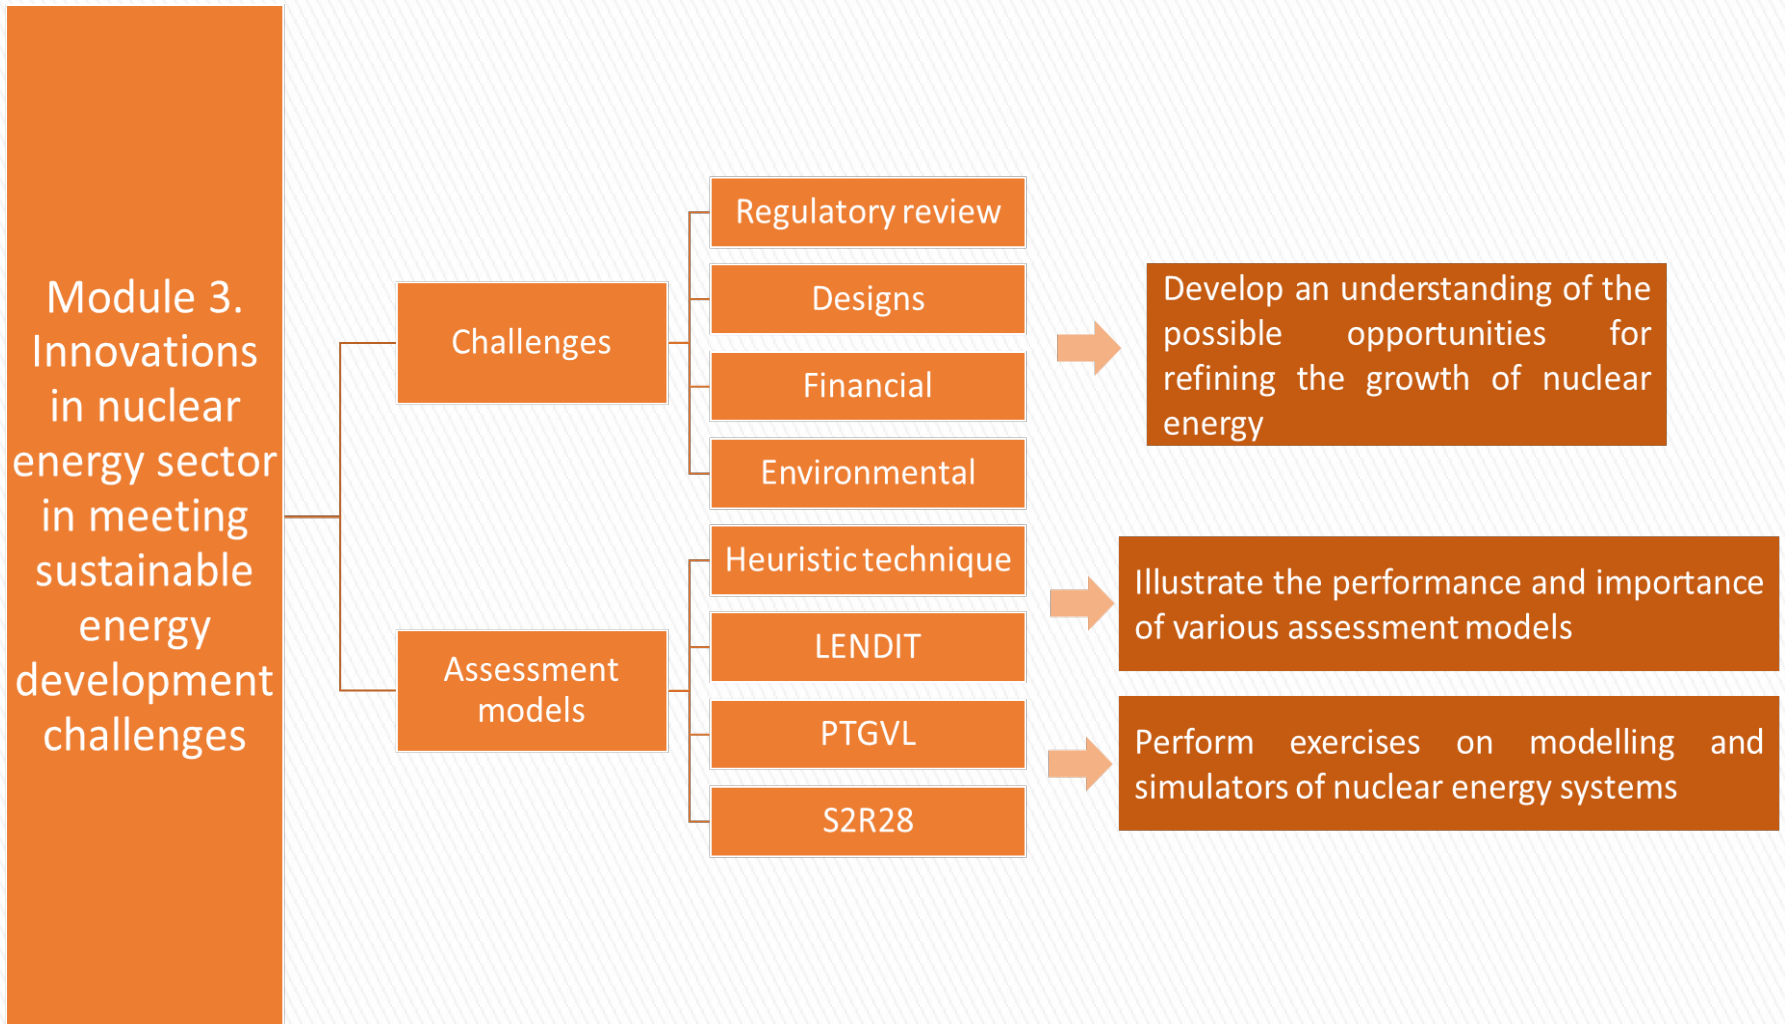 Module 3.
Innovations
in nuclear
energy sector
in meeting
sustainable
energy
development
challenges
Challenges
Regulatory review
Designs
Financial
Environmental
Develop an understanding of the
possible opportunities for
refining the growth of nuclear
energy
Assessment
models
Heuristic technique
LENDIT
PTGVL
S2R28
Illustrate the performance and importance
of various assessment models
Perform exercises on modelling and
simulators of nuclear energy systems